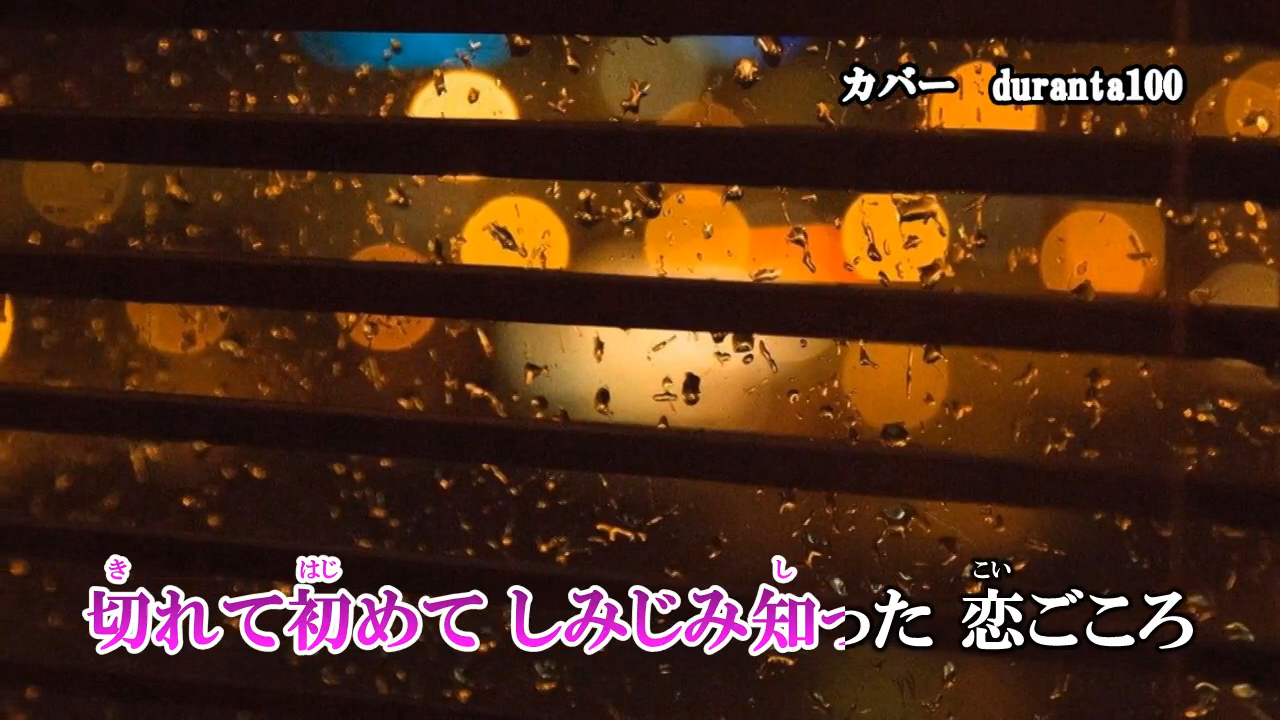 カバー　duranta100
き はじ し こい
切れて初めて しみじみ知った 恋ごころ